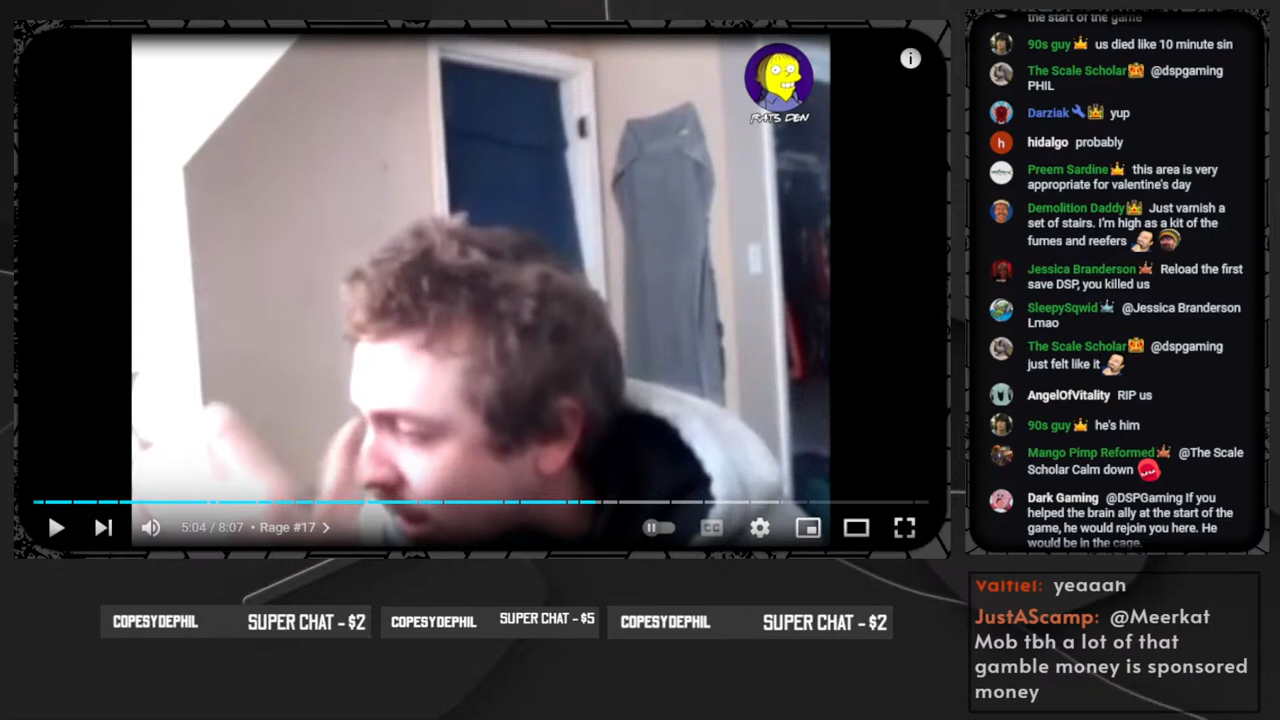 RATS DEN
5:04 / 8:07 • Rage #17 >
CC
COPESYDEPHIL
SUPER CHAT - $2
COPESYDEPHIL
SUPER CHAT - $5
COPESYDEPHIL
SUPER CHAT - $2
the start of the game
90s guy us died like 10 minute sin
The Scale Scholar @dspgaming
PHIL
Darziak yup
h hidalgo probably
Preem Sardine this area is very
appropriate for valentine's day
Demolition Daddy Just varnish a
set of stairs. I'm high as a kit of the
fumes and reefers
Jessica Branderson Reload the first
save DSP, you killed us
SleepySqwid @Jessica Branderson
Lmao
The Scale Scholar @dspgaming
just felt like it
AngelOfVitality RIP us
90s guy he's him
Mango Pimp Reformed @The Scale
Scholar Calm down
Dark Gaming @DSPGaming If you
helped the brain ally at the start of the
game, he would rejoin you here. He
would be in the cage.
Valtiel: yeaaah
JustAScamp: @Meerkat
Mob tbh a lot of that
gamble money is sponsored
money